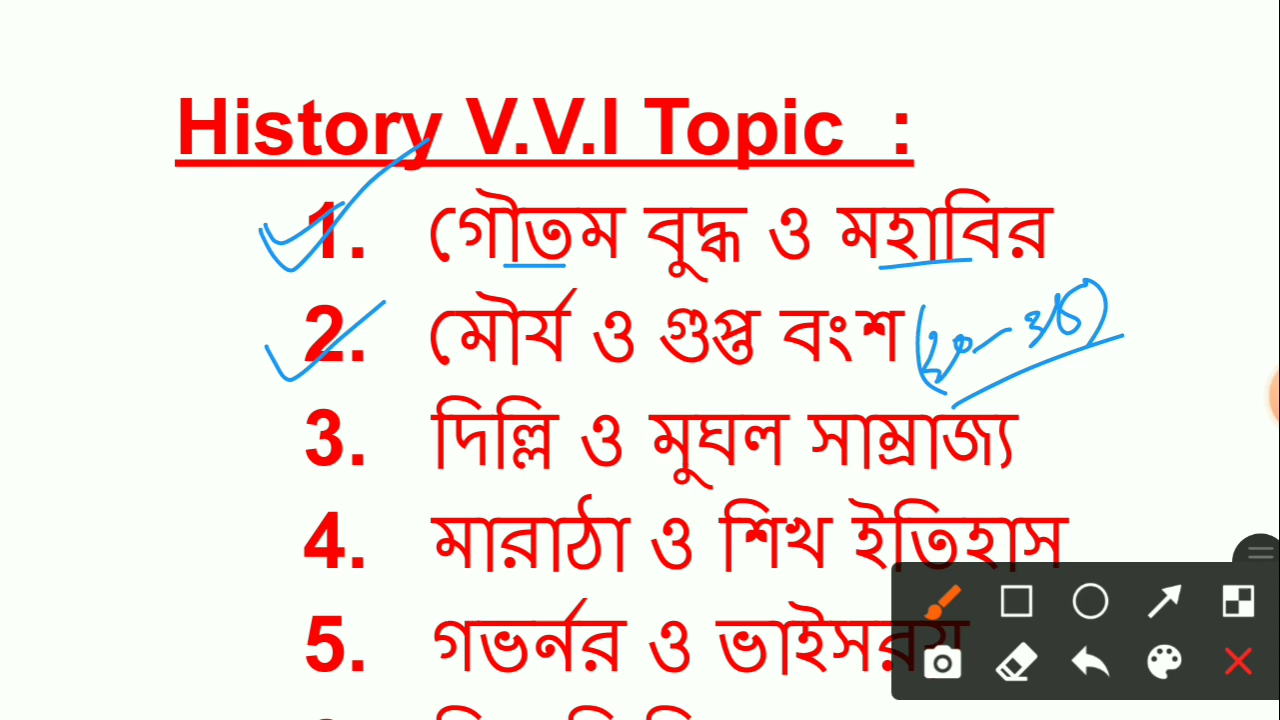 History V.V.I Topic :
1. গৌতম বুদ্ধ ও মহাবির
2. মৌর্য ও গুপ্ত বংশ
3. দিল্লি ও মুঘল সাম্রাজ্য
4. মারাঠা ও শিখ ইতিহাস
5. গভর্নর ও ভাইসরয়